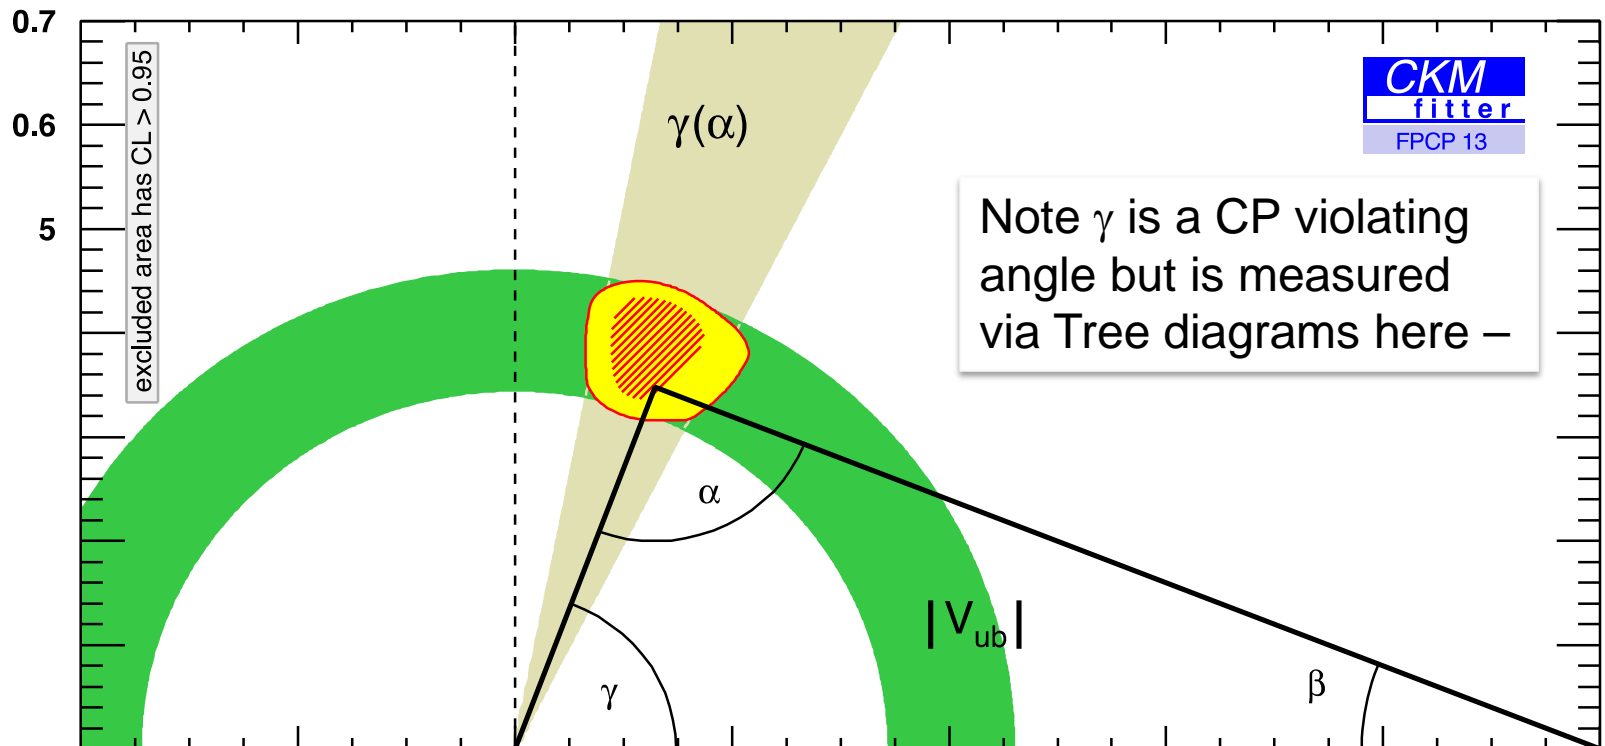 0.7
0.6
5
excluded area has CL > 0.95
γ(α)
CKM
fitter
FPCP 13
Note γ is a CP violating
angle but is measured
via Tree diagrams here –
α
|V_ub|
γ
β